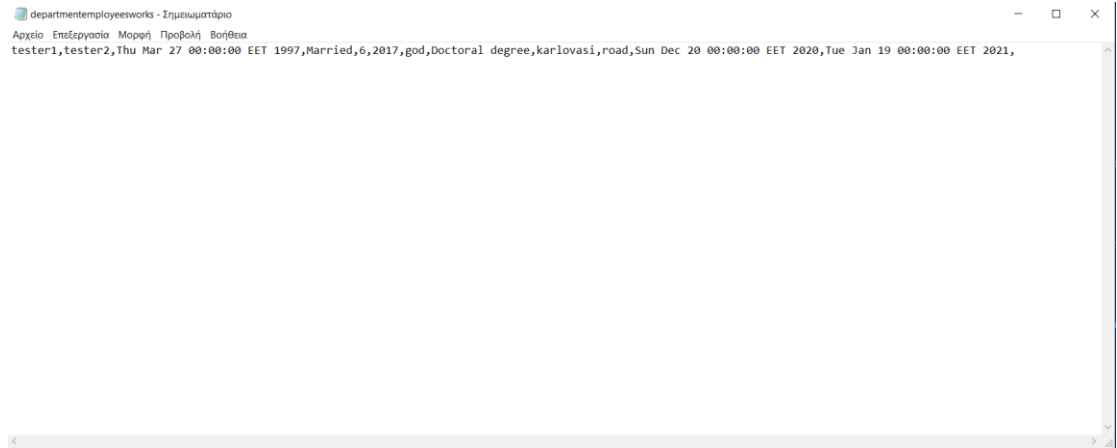 departmentemployeesworks - Σημειωματάριο
Αρχείο Επεξεργασία Μορφή Προβολή Βοήθεια
tester1,tester2,Thu Mar 27 00:00:00 EET 1997,Married,6,2017,god,Doctoral degree,karlovasi,road,Sun Dec 20 00:00:00 EET 2020,Tue Jan 19 00:00:00 EET 2021,